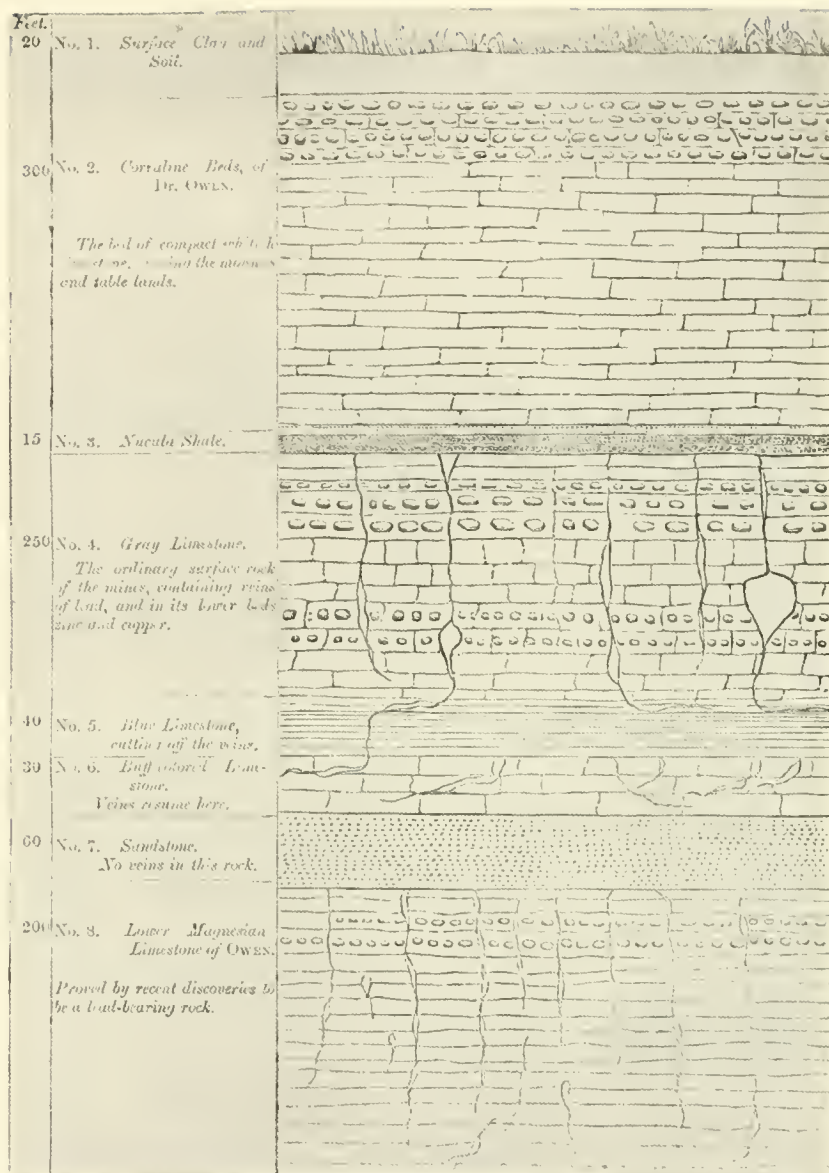 Feet.
20 No. 1. Surface Clay and
Soil.
300 No. 2. Corraline Beds, of
Dr. OWEN.
The bed of compact
the
and table lands.
15 No. 3. Nucula Shale.
250 No. 4. Gray Limestone.
The ordinary surface rock
of the mines, containing veins
of lead, and in its lower beds
zinc and copper.
40 No. 5. Blue Limestone,
cutting off the veins.
30 No. 6. Buff colored Lime-
stone.
Veins resume here.
60 No. 7. Sandstone.
No veins in this rock.
200 No. 8. Lower Magnesian
Limestone of OWEN.
Proved by recent discoveries to
be a lead-bearing rock.